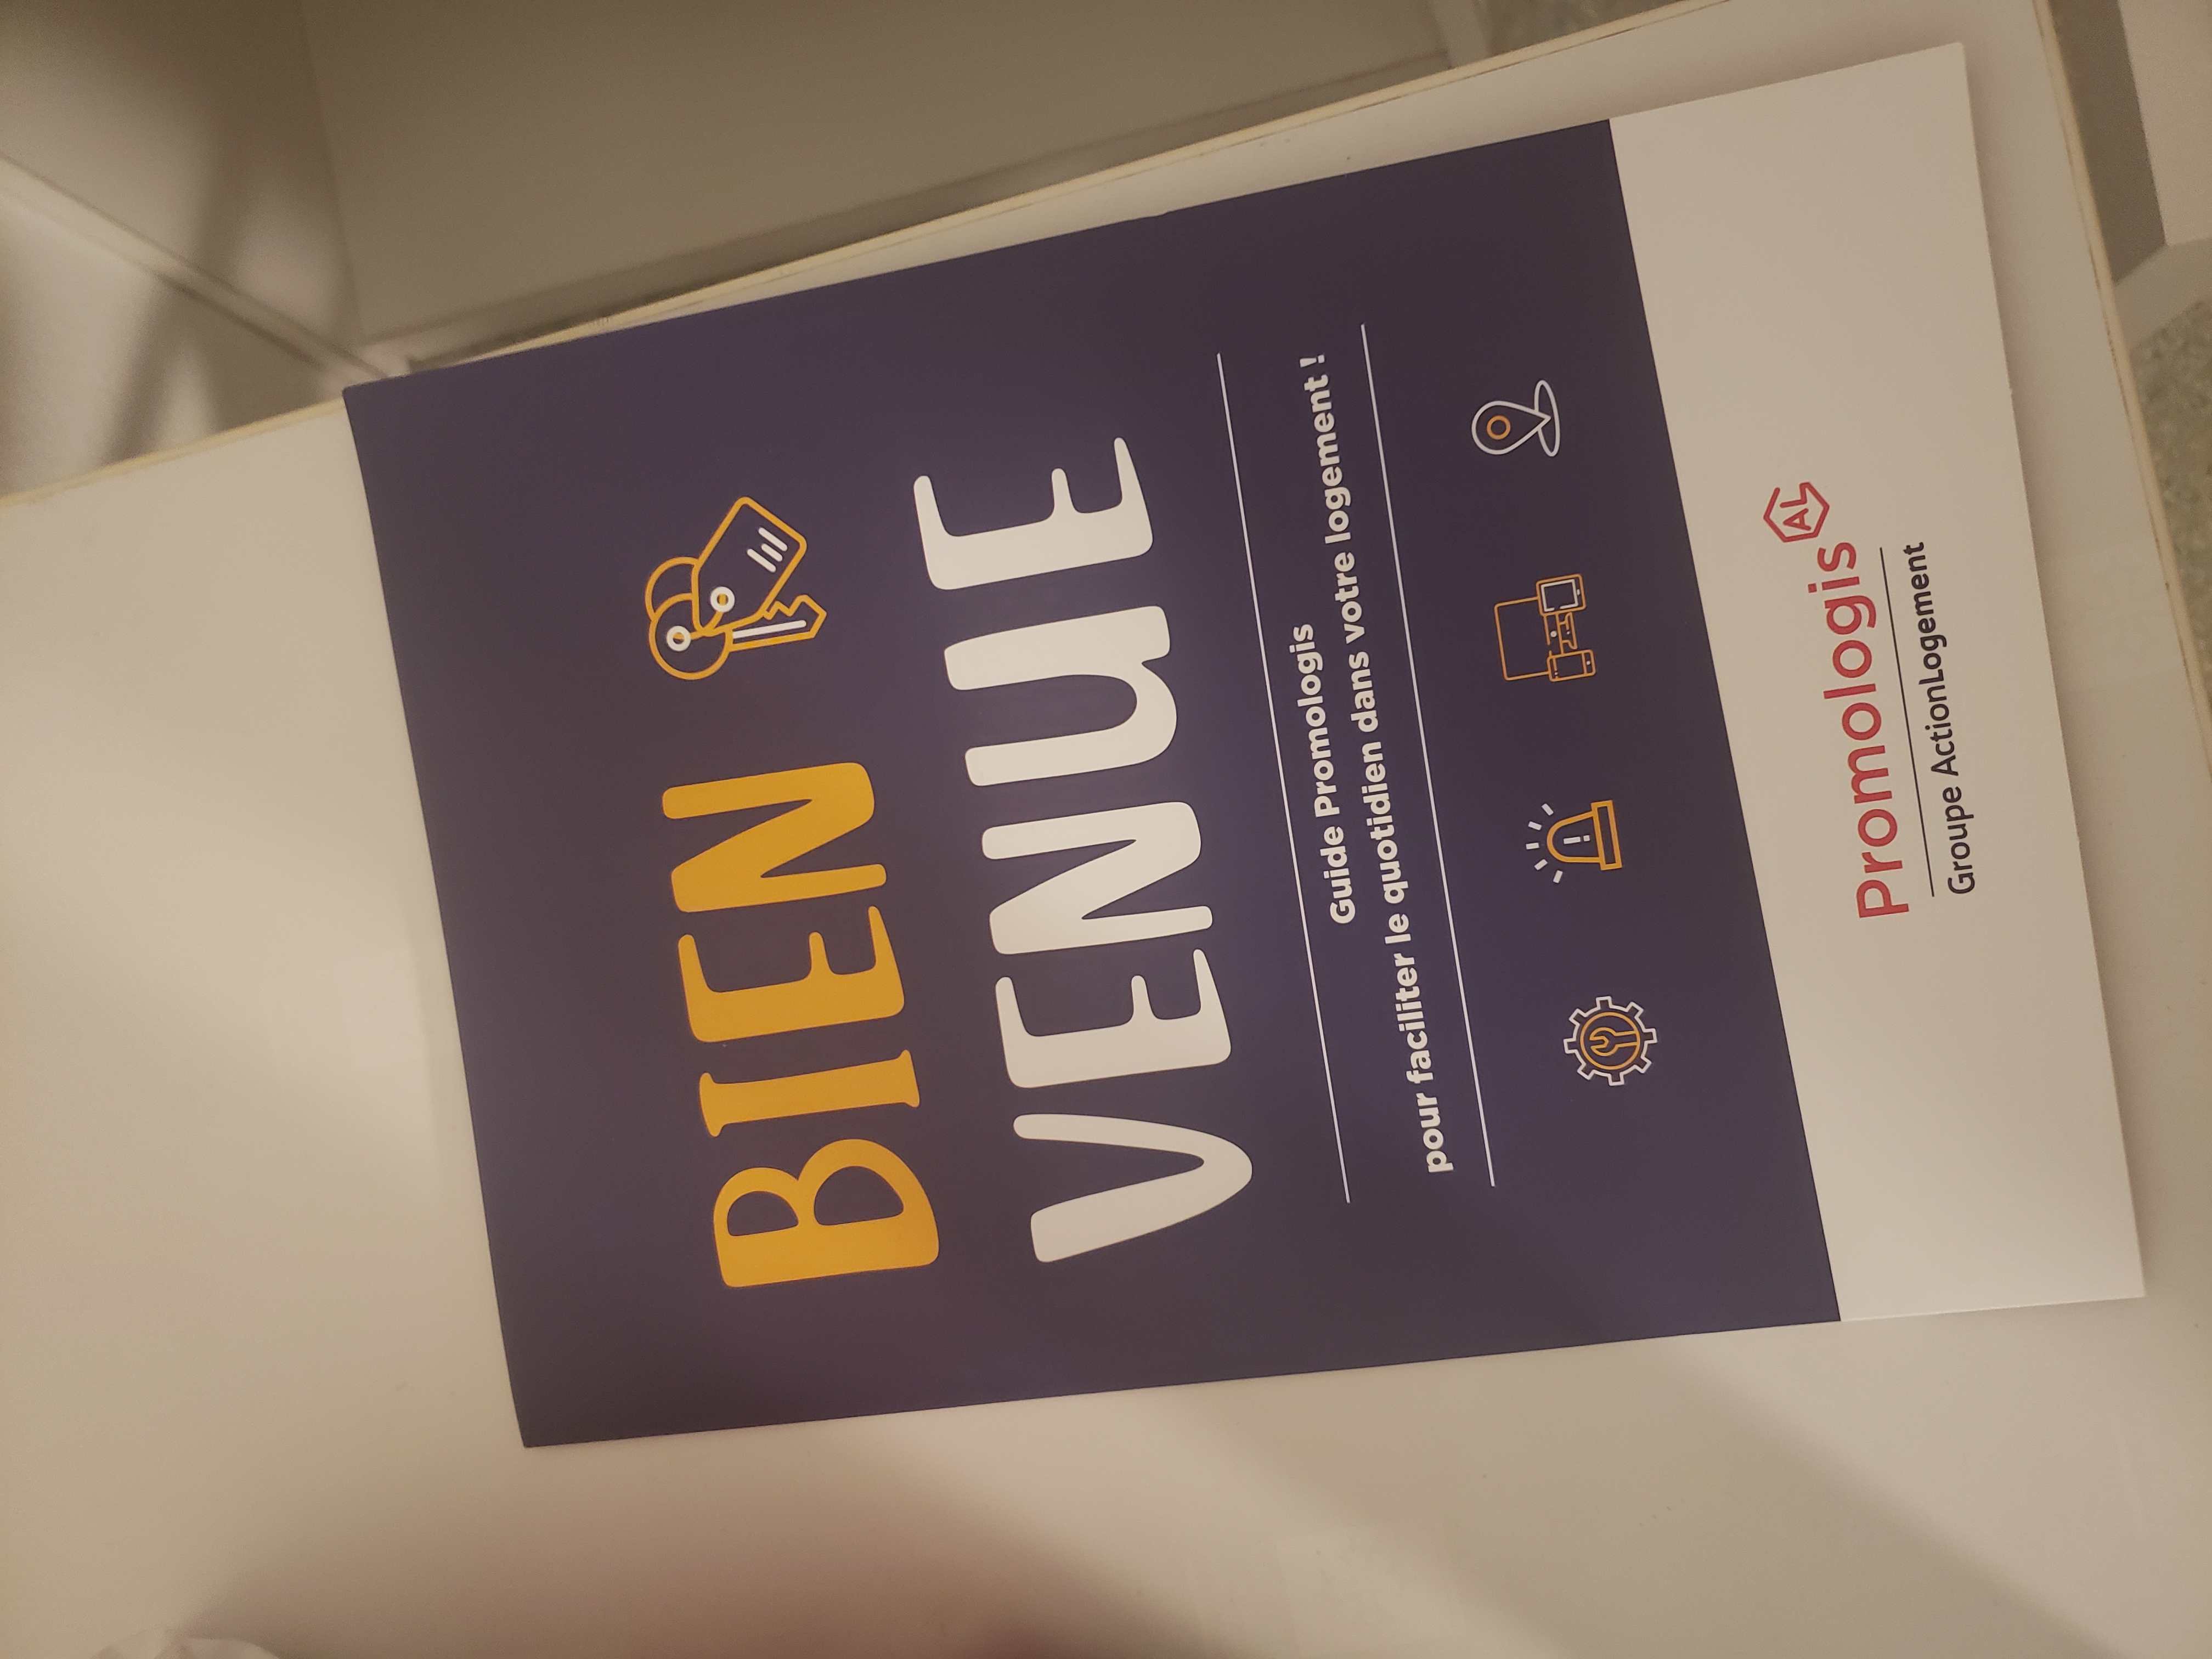 BIEN
VENUE
Guide Promologis
pour faciliter le quotidien dans votre logement !
Promologis AL
Groupe ActionLogement